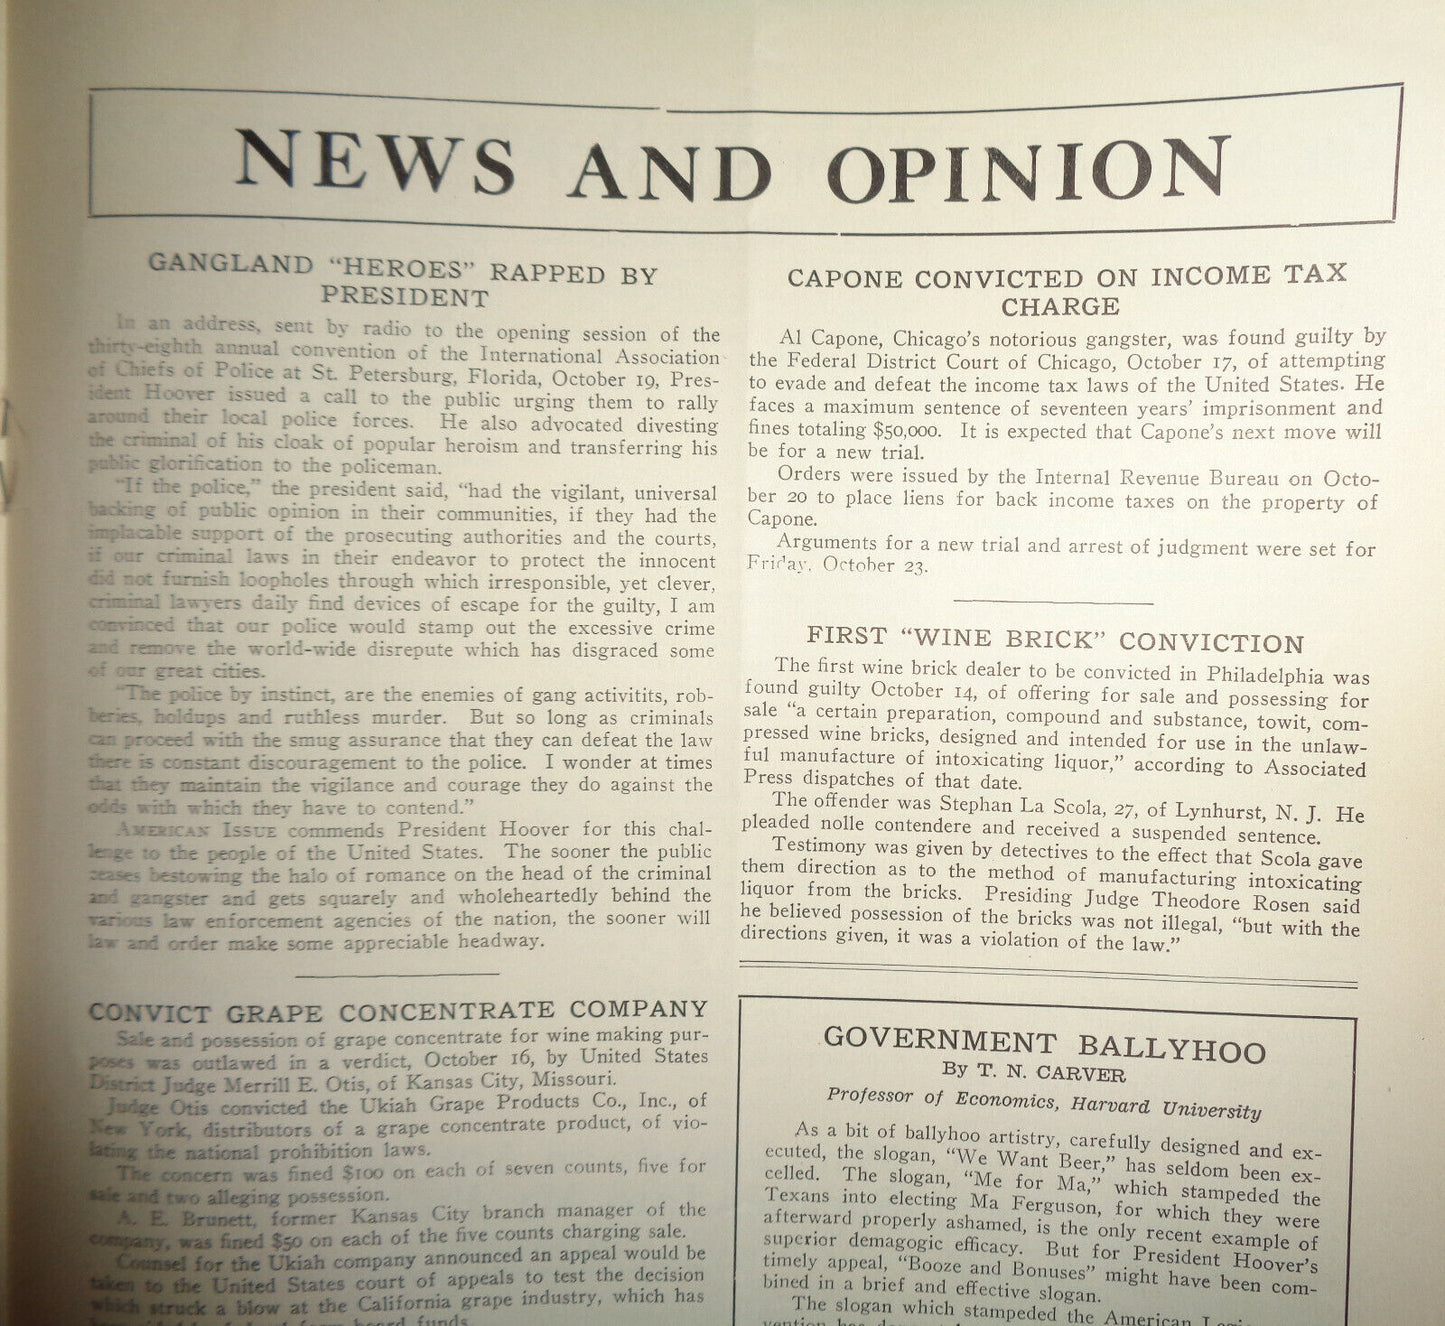 NEWS AND OPINION
GANGLAND “HEROES” RAPPED BY
PRESIDENT
In an address, sent by radio to the opening session of the
thirty-eighth annual convention of the International Association
of Chiefs of Police at St. Petersburg, Florida, October 19, Pres-
ident Hoover issued a call to the public urging them to rally
around their local police forces. He also advocated divesting
the criminal of his cloak of popular heroism and transferring his
public glorification to the policeman.
“If the police,” the president said, “had the vigilant, universal
backing of public opinion in their communities, if they had the
implacable support of the prosecuting authorities and the courts,
if our criminal laws in their endeavor to protect the innocent
did not furnish loopholes through which irresponsible, yet clever,
criminal lawyers daily find devices of escape for the guilty, I am
convinced that our police would stamp out the excessive crime
and remove the world-wide disrepute which has disgraced some
of our great cities.
“The police by instinct, are the enemies of gang activitits, rob-
beries, holdups and ruthless murder. But so long as criminals
can proceed with the smug assurance that they can defeat the law
there is constant discouragement to the police. I wonder at times
that they maintain the vigilance and courage they do against the
odds with which they have to contend.”
AMERICAN ISSUE commends President Hoover for this chal-
lenge to the people of the United States. The sooner the public
ceases bestowing the halo of romance on the head of the criminal
and gangster and gets squarely and wholeheartedly behind the
various law enforcement agencies of the nation, the sooner will
law and order make some appreciable headway.
CONVICT GRAPE CONCENTRATE COMPANY
Sale and possession of grape concentrate for wine making pur-
poses was outlawed in a verdict, October 16, by United States
District Judge Merrill E. Otis, of Kansas City, Missouri.
Judge Otis convicted the Ukiah Grape Products Co., Inc., of
New York, distributors of a grape concentrate product, of vio-
lating the national prohibition laws.
The concern was fined $100 on each of seven counts, five for
sale and two alleging possession.
A. E. Brunett, former Kansas City branch manager of the
company, was fined $50 on each of the five counts charging sale.
Counsel for the Ukiah company announced an appeal would be
taken to the United States court of appeals to test the decision
which struck a blow at the California grape industry, which has
funds
CAPONE CONVICTED ON INCOME TAX
CHARGE
Al Capone, Chicago’s notorious gangster, was found guilty by
the Federal District Court of Chicago, October 17, of attempting
to evade and defeat the income tax laws of the United States. He
faces a maximum sentence of seventeen years’ imprisonment and
fines totaling $50,000. It is expected that Capone’s next move will
be for a new trial.
Orders were issued by the Internal Revenue Bureau on Octo-
ber 20 to place liens for back income taxes on the property of
Capone.
Arguments for a new trial and arrest of judgment were set for
Friday, October 23.
FIRST “WINE BRICK” CONVICTION
The first wine brick dealer to be convicted in Philadelphia was
found guilty October 14, of offering for sale and possessing for
sale “a certain preparation, compound and substance, towit, com-
pressed wine bricks, designed and intended for use in the unlaw-
ful manufacture of intoxicating liquor,” according to Associated
Press dispatches of that date.
The offender was Stephan La Scola, 27, of Lynhurst, N. J. He
pleaded nolle contendere and received a suspended sentence.
Testimony was given by detectives to the effect that Scola gave
them direction as to the method of manufacturing intoxicating
liquor from the bricks. Presiding Judge Theodore Rosen said
he believed possession of the bricks was not illegal, “but with the
directions given, it was a violation of the law.”
GOVERNMENT BALLYHOO
By T. N. CARVER
Professor of Economics, Harvard University
As a bit of ballyhoo artistry, carefully designed and ex-
ecuted, the slogan, “We Want Beer,” has seldom been ex-
celled. The slogan, “Me for Ma,” which stampeded the
Texans into electing Ma Ferguson, for which they were
afterward properly ashamed, is the only recent example of
superior demagogic efficacy. But for President Hoover’s
timely appeal, “Booze and Bonuses” might have been com-
bined in a brief and effective slogan.
The slogan which stampeded the American